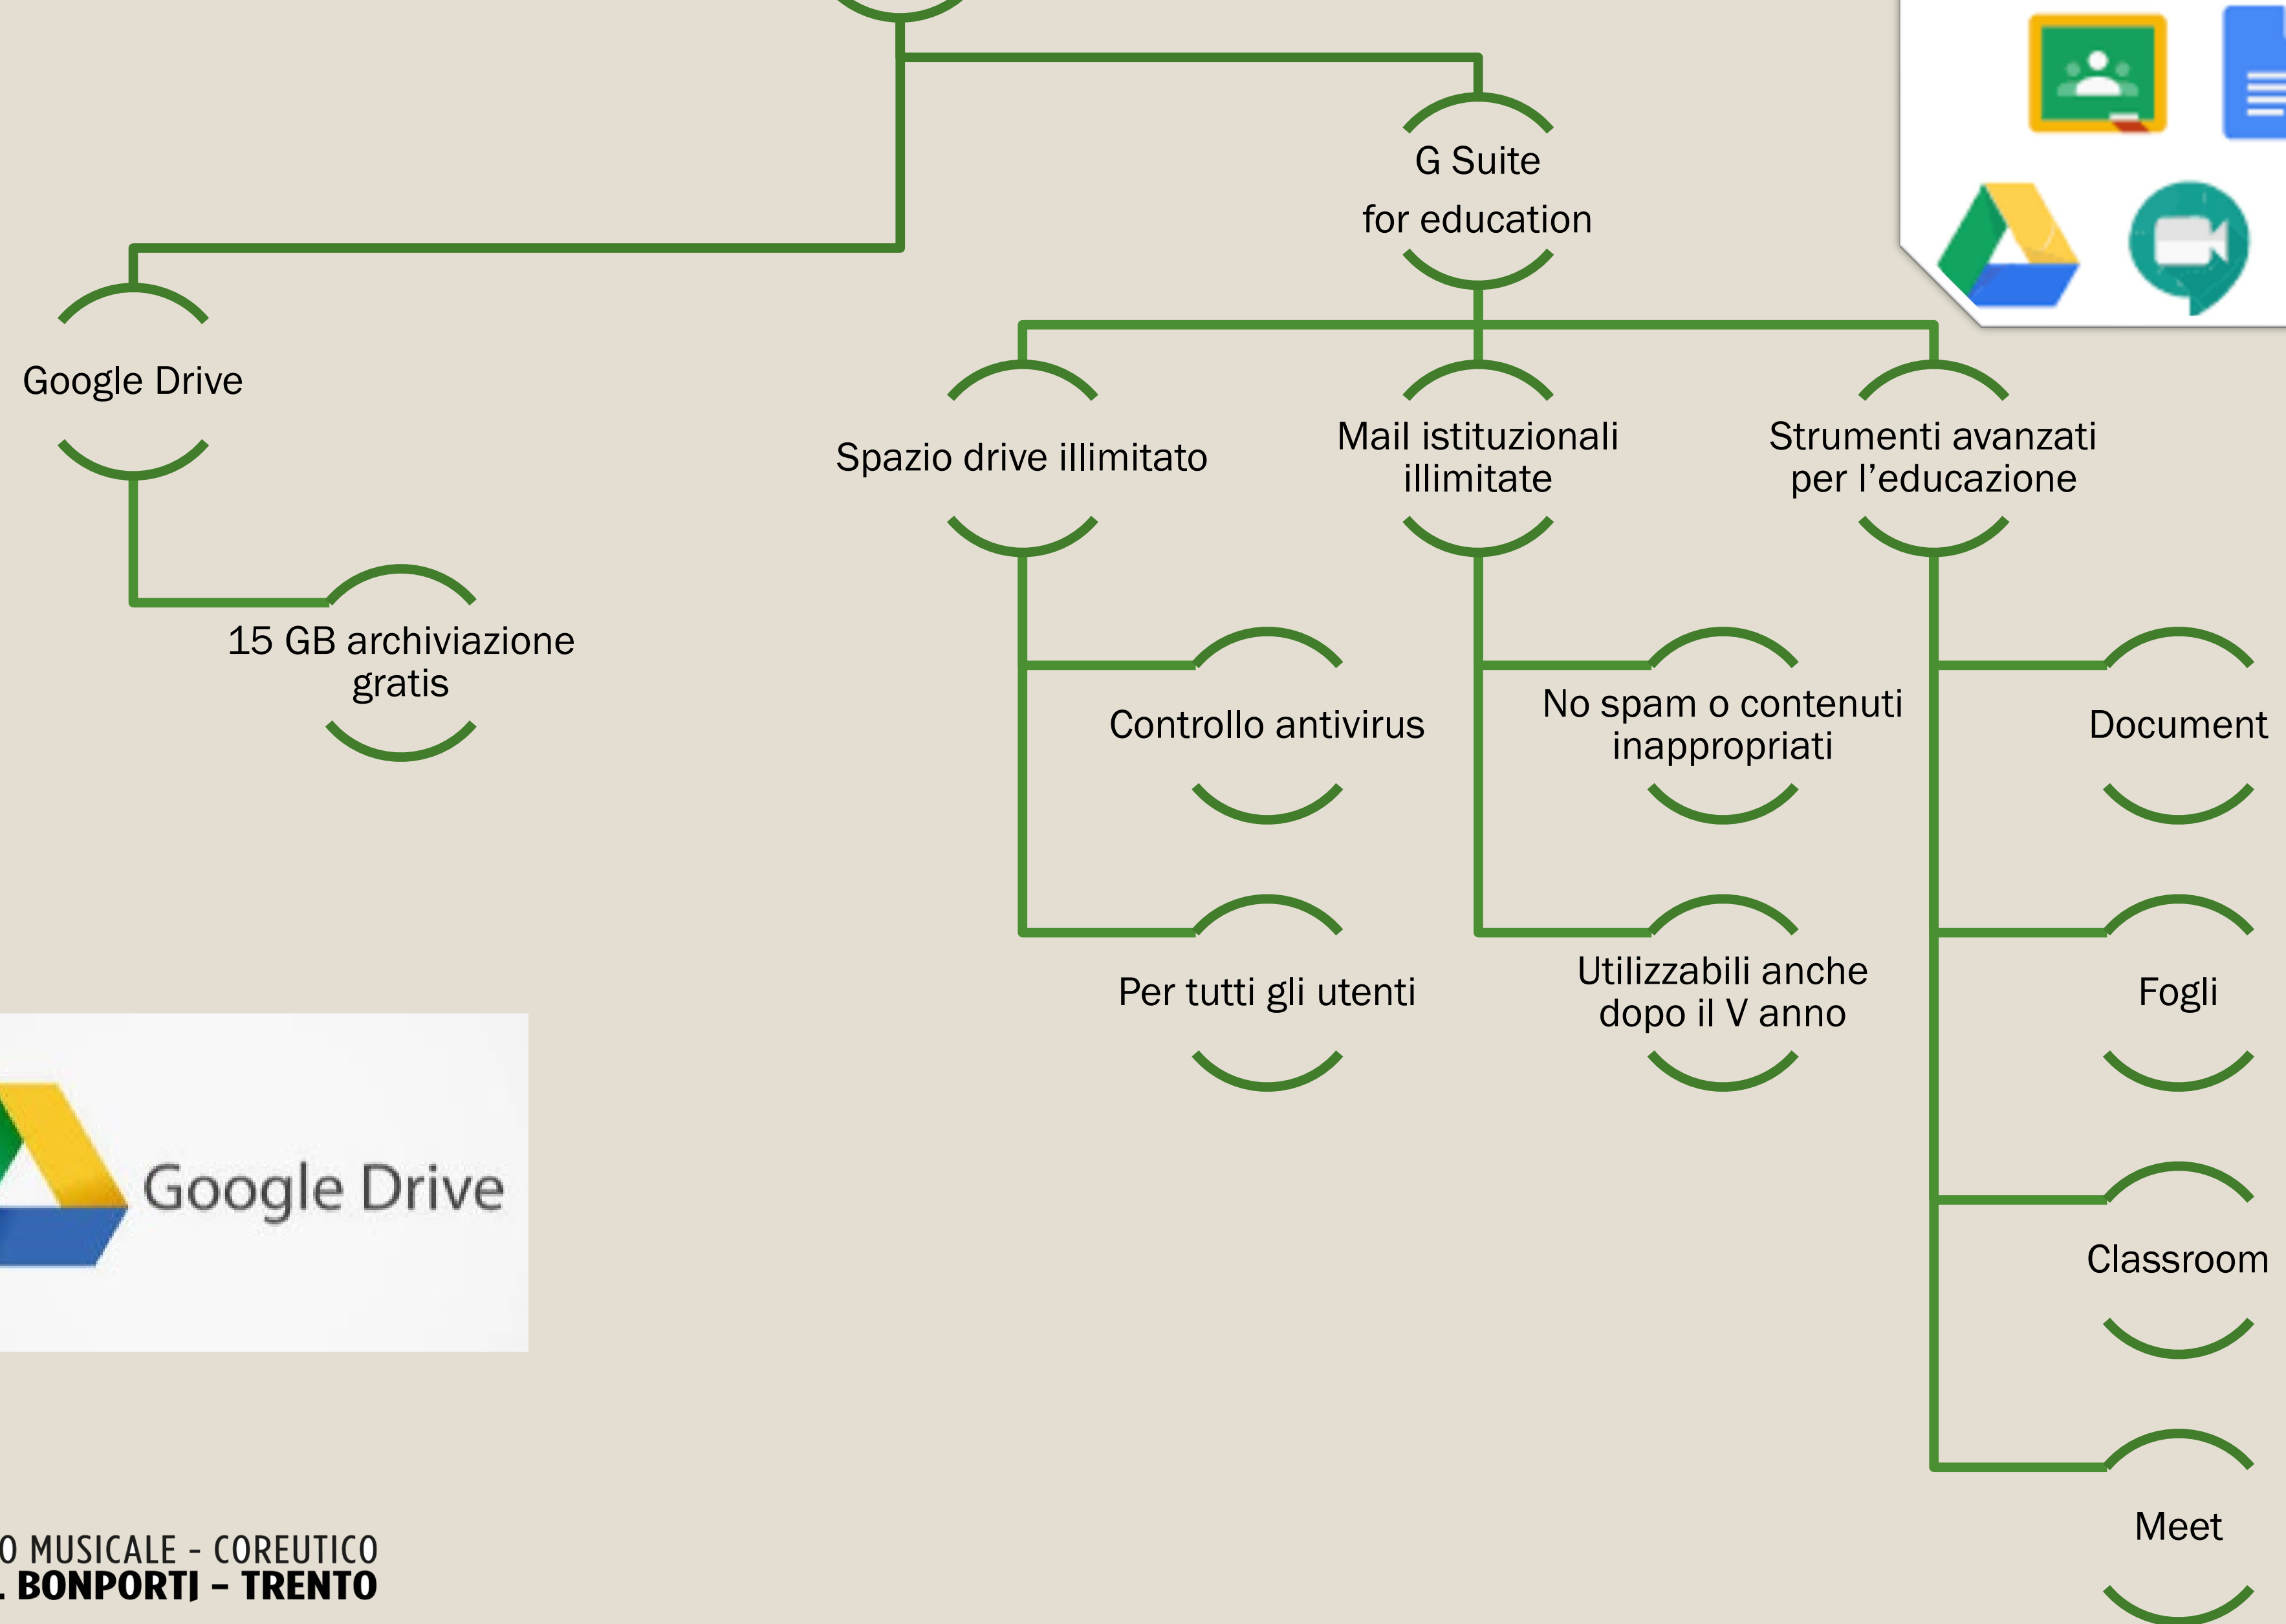 G Suite
for education
Google Drive
Spazio drive illimitato
Mail istituzionali
illimitate
Strumenti avanzati
per l’educazione
15 GB archiviazione
gratis
Controllo antivirus
No spam o contenuti
inappropriati
Document
Per tutti gli utenti
Utilizzabili anche
dopo il V anno
Fogli
Google Drive
Classroom
Meet
O MUSICALE - COREUTICO
. BONPORTI – TRENTO